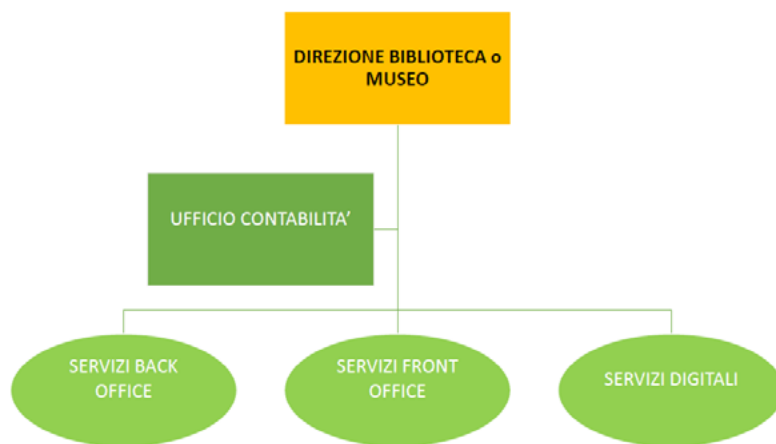 DIREZIONE BIBLIOTECA o
MUSEO
UFFICIO CONTABILITA’
SERVIZI BACK
OFFICE
SERVIZI FRONT
OFFICE
SERVIZI DIGITALI